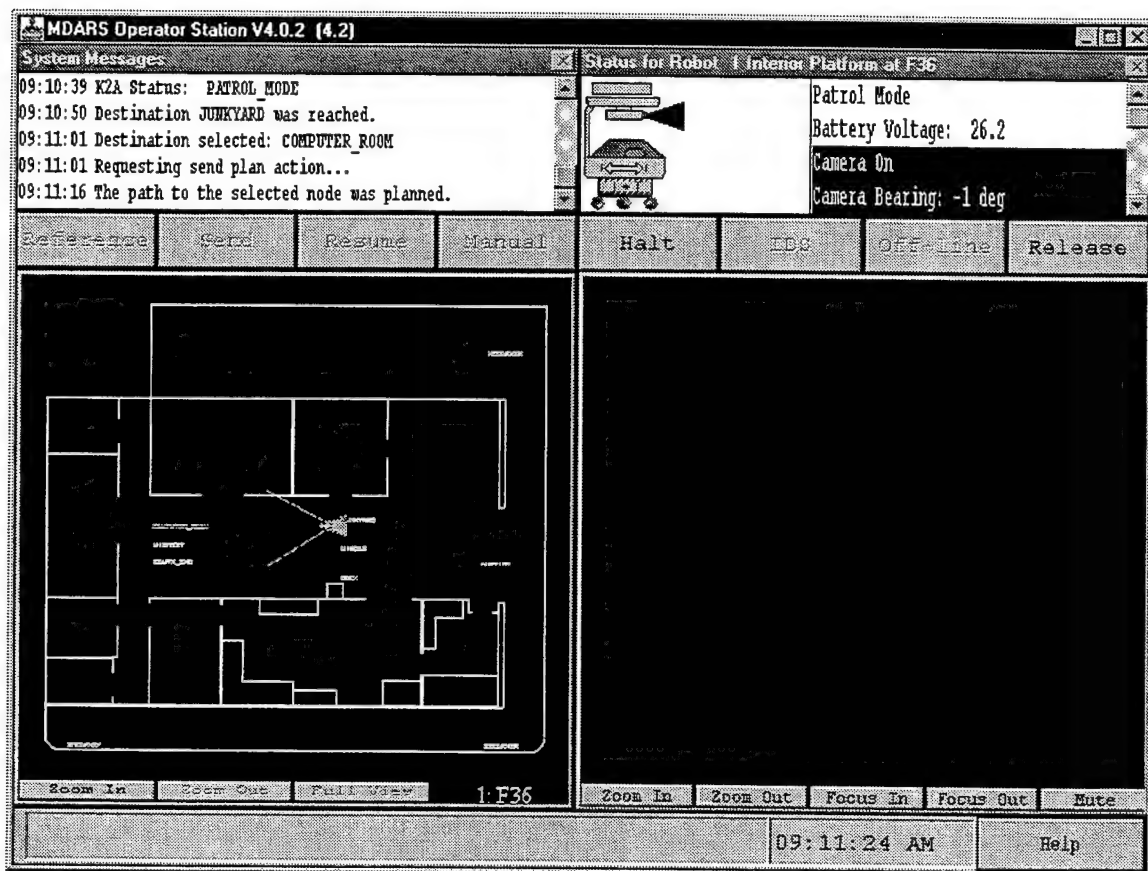 MDARS Operator Station V4.0.2 (4.2)
System Messages
09:10:39 K2A Status: PATROL_MODE
09:10:50 Destination JUNKYARD was reached.
09:11:01 Destination selected: COMPUTER_ROOM
09:11:01 Requesting send plan action...
09:11:16 The path to the selected node was planned.
Status for Robot 1 Interior Platform at F36
Patrol Mode
Battery Voltage: 26.2
Camera On
Camera Bearing: -1 deg
Reference Send Resume Manual
Halt IDS Off-line Release
DOCK
Zoom In Zoom Out Full View 1: F36
Zoom In Zoom Out Focus In Focus Out Mute
09:11:24 AM Help